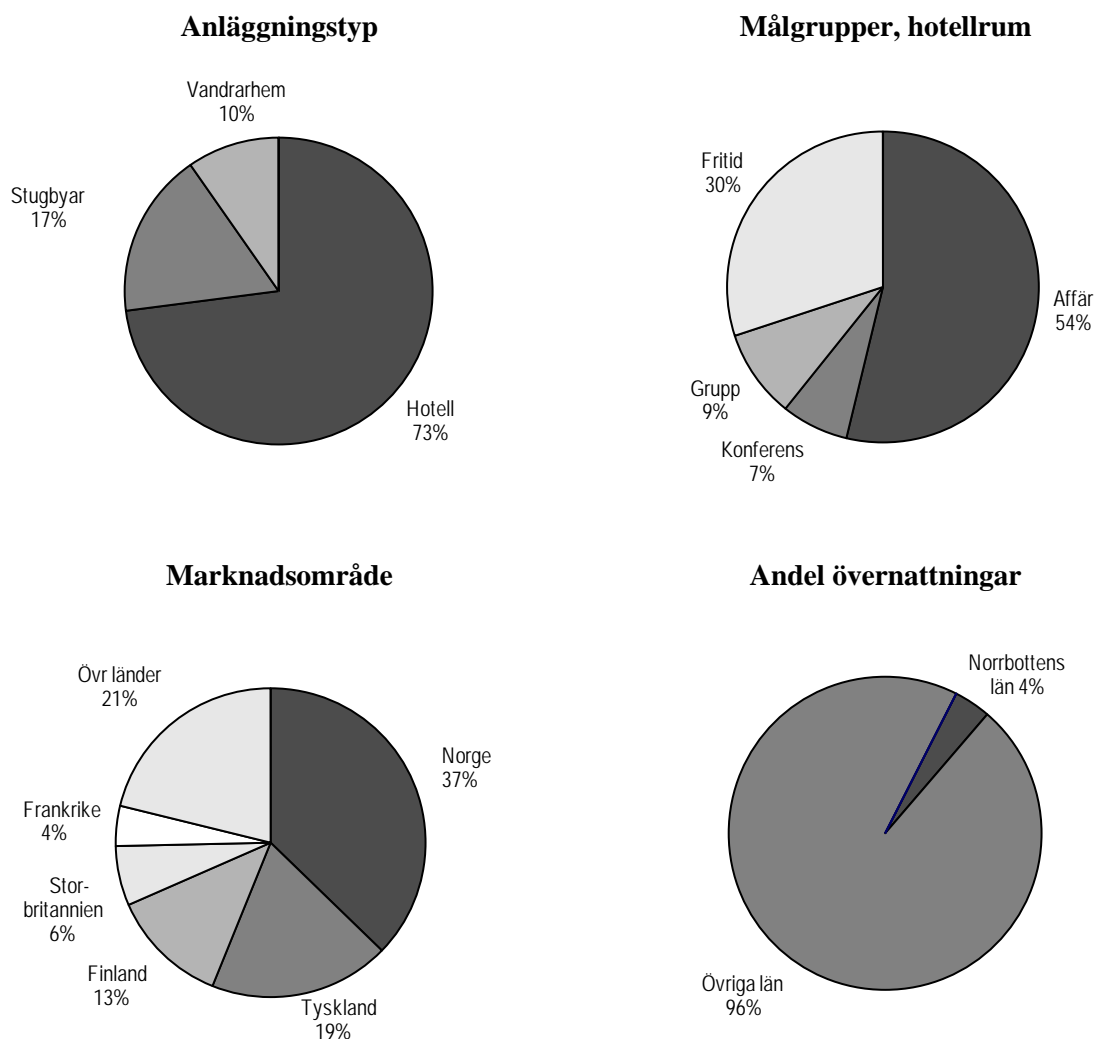 Anläggningstyp
Vandrarhem
10%
Stugbyar
17%
Hotell
73%
Målgrupper, hotellrum
Fritid
30%
Affär
54%
Grupp
9%
Konferens
7%
Marknadsområde
Övr länder
21%
Norge
37%
Frankrike
4%
Stor-
britannien
6%
Finland
13%
Tyskland
19%
Andel övernattningar
Norrbottens
län 4%
Övriga län
96%